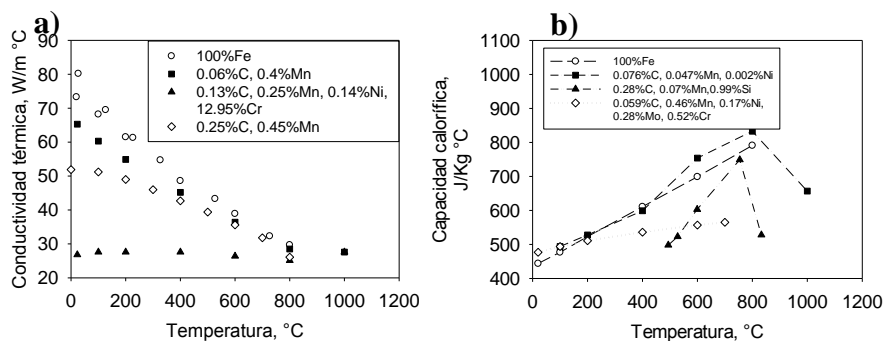 a)
Conductividad térmica, W/m °C
90
80
70
60
50
40
30
20
100%Fe
0.06%C, 0.4%Mn
0.13%C, 0.25%Mn, 0.14%Ni,
12.95%Cr
0.25%C, 0.45%Mn
0 200 400 600 800 1000 1200
Temperatura, °C
b)
Capacidad calorífica,
J/Kg °C
1100
1000
900
800
700
600
500
400
100%Fe
0.076%C, 0.047%Mn, 0.002%Ni
0.28%C, 0.07%Mn,0.99%Si
0.059%C, 0.46%Mn, 0.17%Ni,
0.28%Mo, 0.52%Cr
0 200 400 600 800 1000 1200
Temperatura, °C